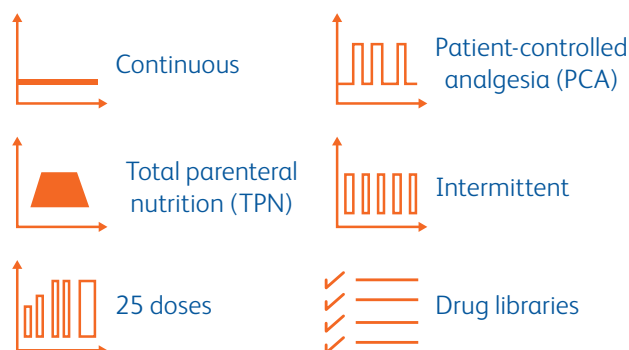 Continuous
Patient-controlled
analgesia (PCA)
Total parenteral
nutrition (TPN)
Intermittent
25 doses
Drug libraries